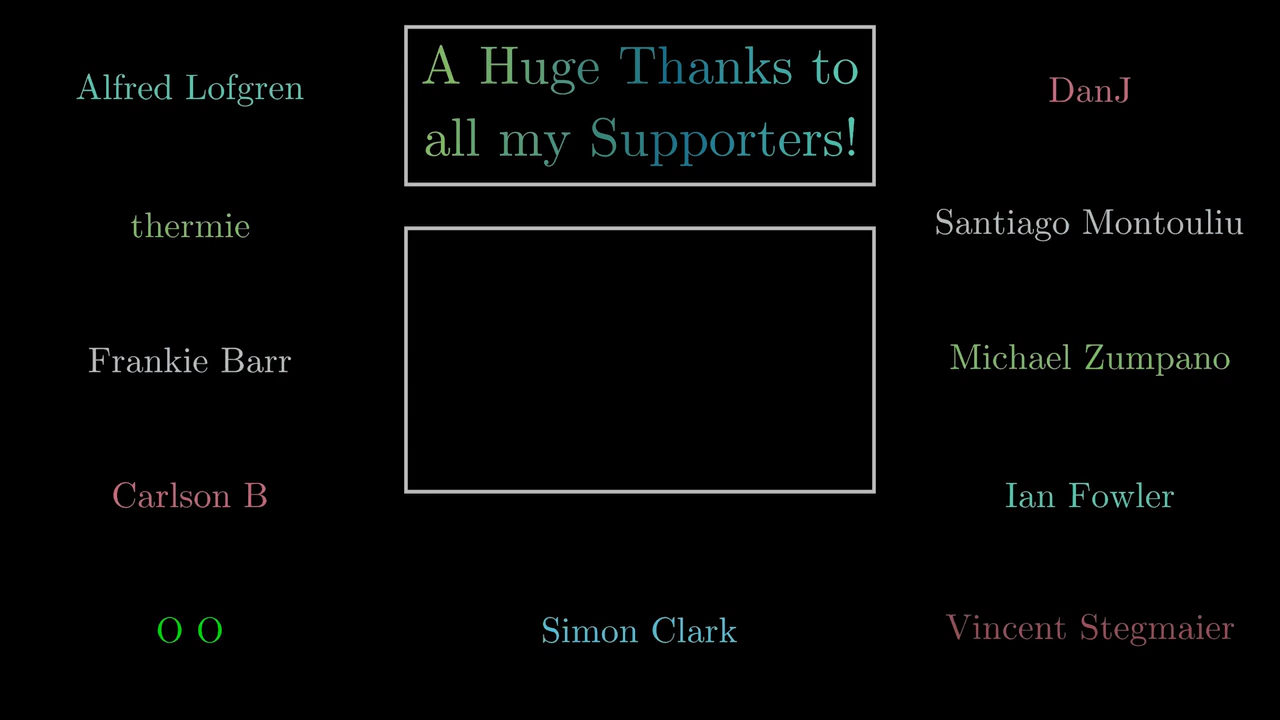 A Huge Thanks to
all my Supporters!
Alfred Lofgren
DanJ
thermie
Santiago Montouliu
Frankie Barr
Michael Zumpano
Carlson B
Ian Fowler
O O
Simon Clark
Vincent Stegmaier